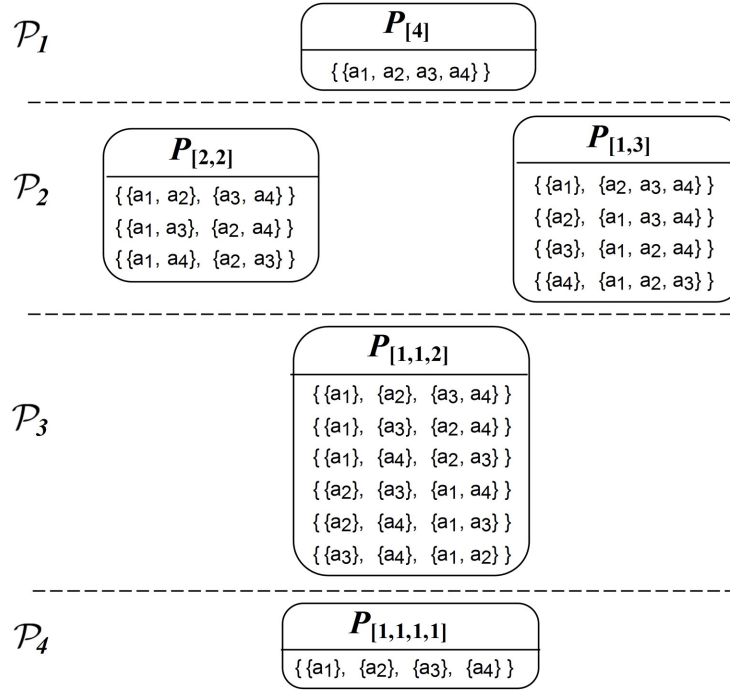 𝒫1
P[4]
{ {a1, a2, a3, a4} }
𝒫2
P[2,2]
{ {a1, a2}, {a3, a4} }
{ {a1, a3}, {a2, a4} }
{ {a1, a4}, {a2, a3} }
P[1,3]
{ {a1}, {a2, a3, a4} }
{ {a2}, {a1, a3, a4} }
{ {a3}, {a1, a2, a4} }
{ {a4}, {a1, a2, a3} }
𝒫3
P[1,1,2]
{ {a1}, {a2}, {a3, a4} }
{ {a1}, {a3}, {a2, a4} }
{ {a1}, {a4}, {a2, a3} }
{ {a2}, {a3}, {a1, a4} }
{ {a2}, {a4}, {a1, a3} }
{ {a3}, {a4}, {a1, a2} }
𝒫4
P[1,1,1,1]
{ {a1}, {a2}, {a3}, {a4} }